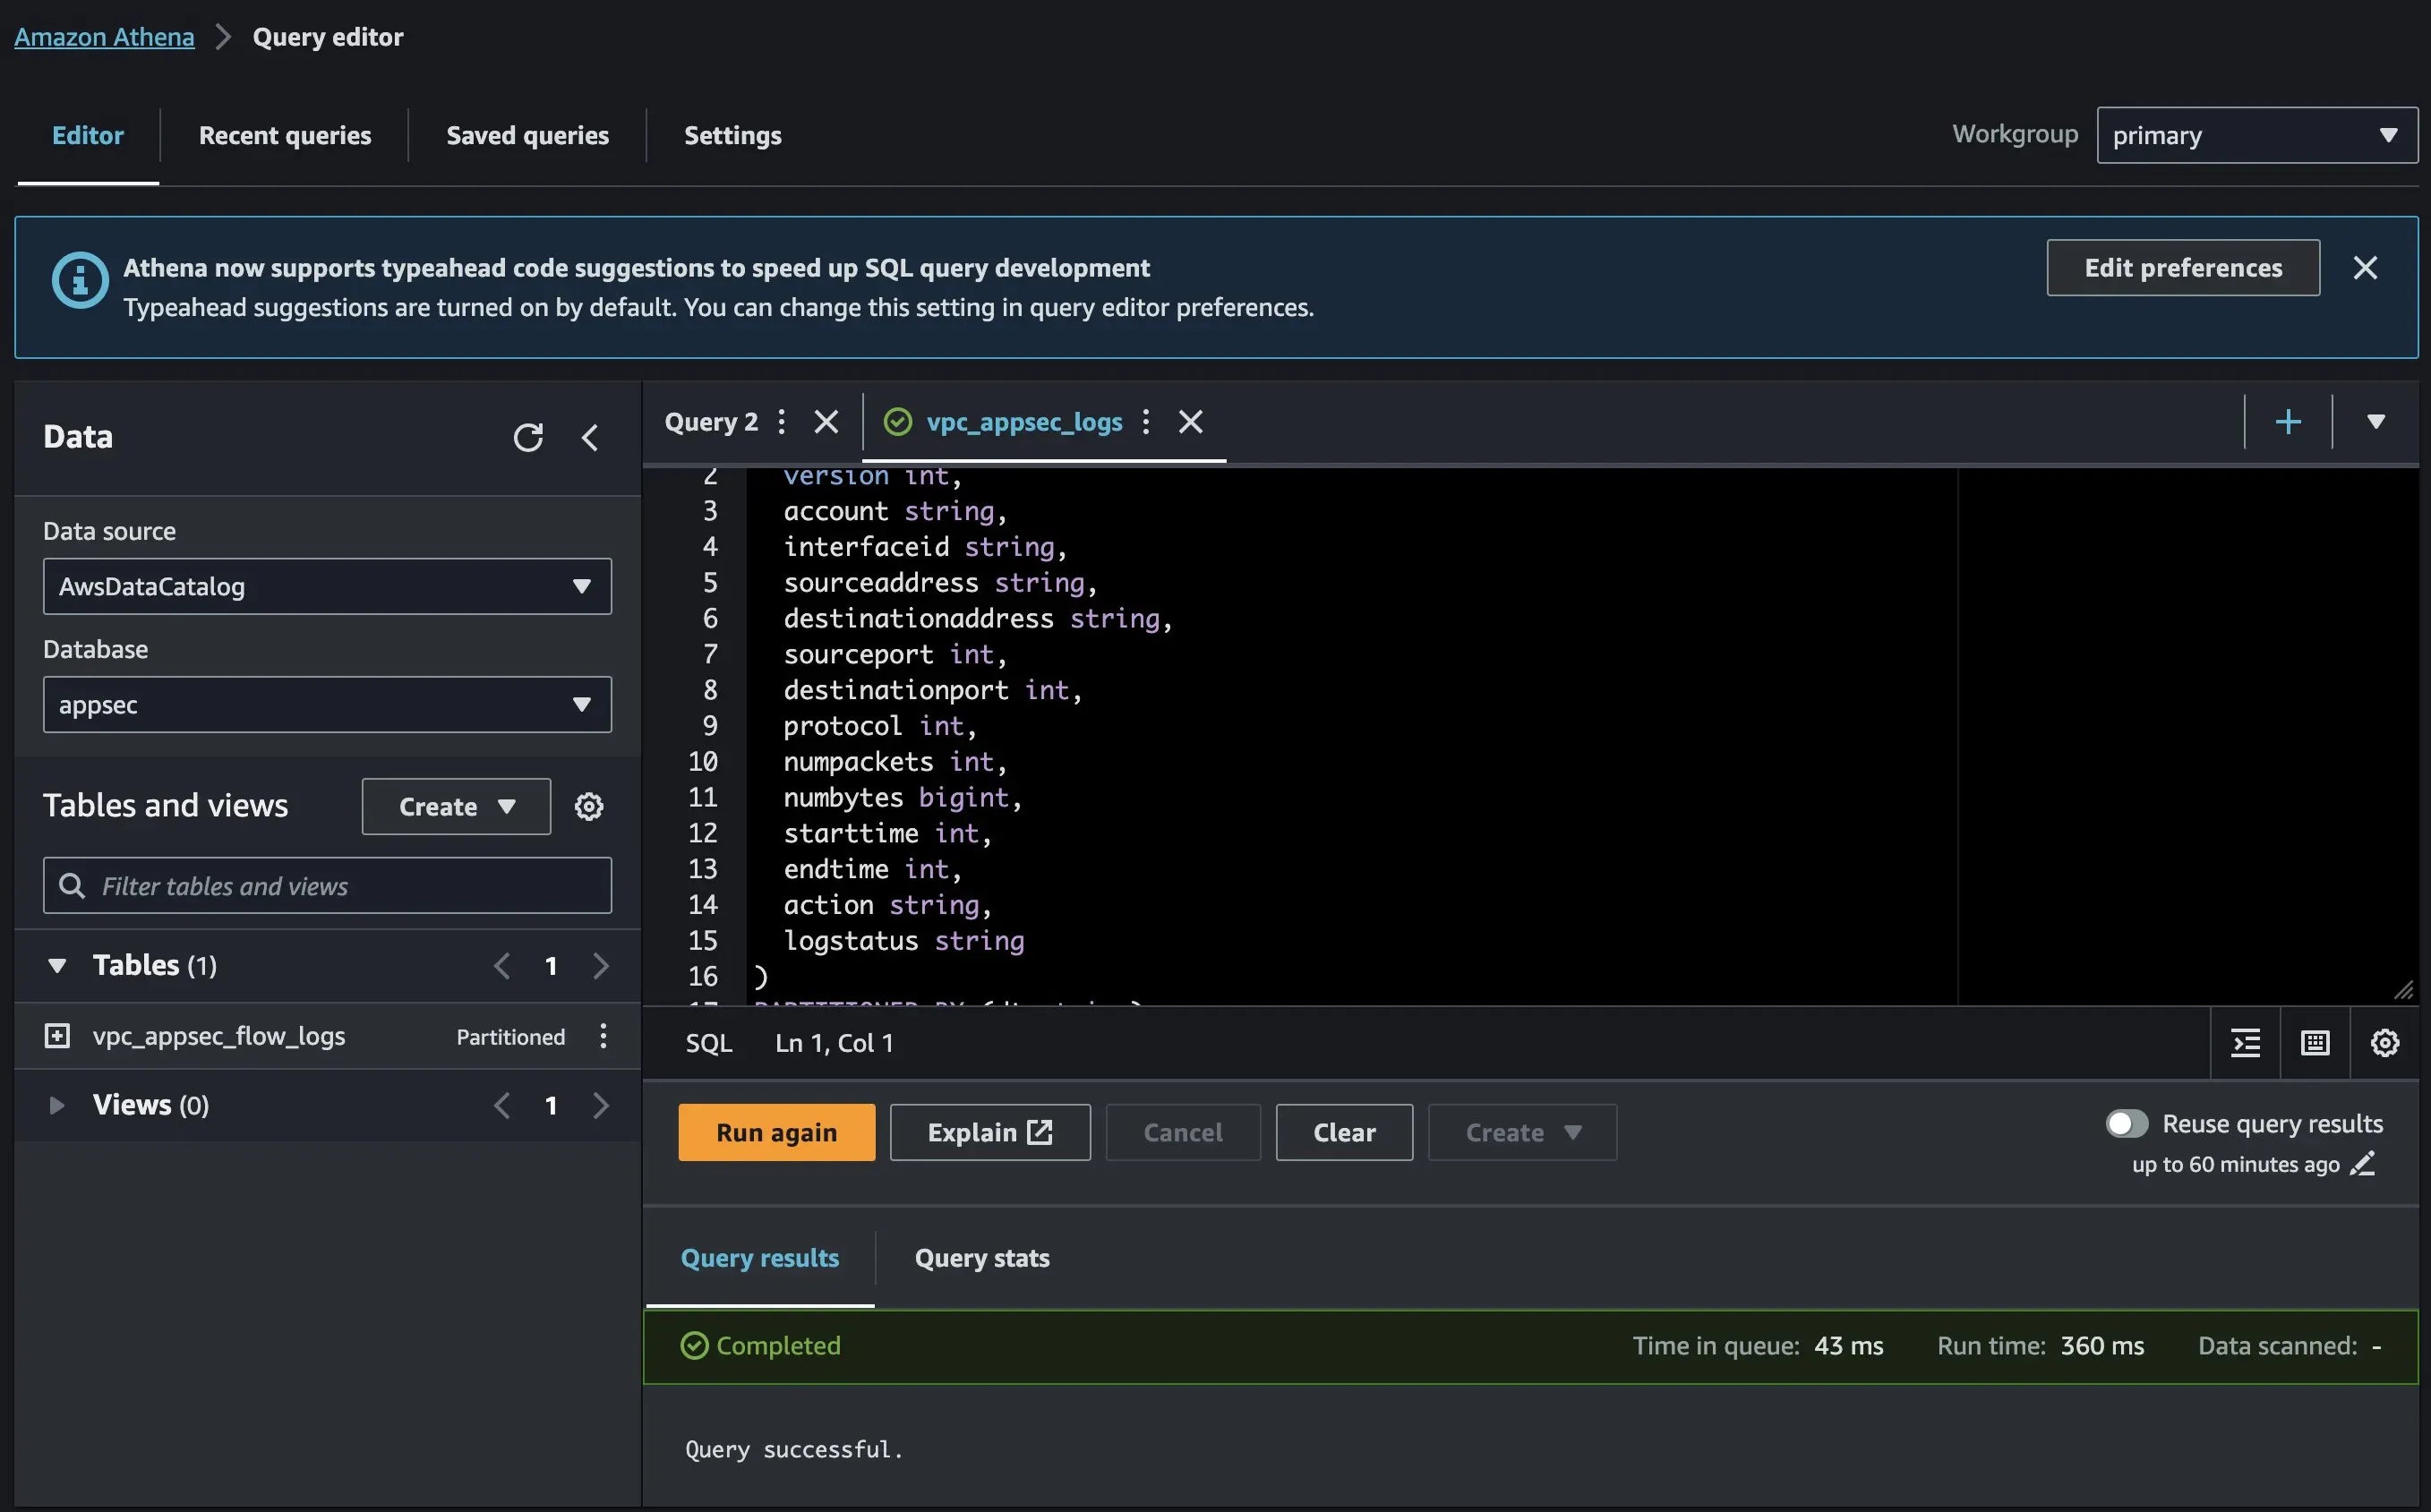 Amazon Athena > Query editor
Editor Recent queries Saved queries Settings Workgroup primary
Athena now supports typeahead code suggestions to speed up SQL query development
Typeahead suggestions are turned on by default. You can change this setting in query editor preferences.
Edit preferences
Data
Data source
AwsDataCatalog
Database
appsec
Tables and views Create
Filter tables and views
Tables (1) 1
vpc_appsec_flow_logs Partitioned
Views (0) 1
Query 2 vpc_appsec_logs
2 version int,
3 account string,
4 interfaceid string,
5 sourceaddress string,
6 destinationaddress string,
7 sourceport int,
8 destinationport int,
9 protocol int,
10 numpackets int,
11 numbytes bigint,
12 starttime int,
13 endtime int,
14 action string,
15 logstatus string
16 )
SQL Ln 1, Col 1
Run again Explain Cancel Clear Create
Reuse query results
up to 60 minutes ago
Query results Query stats
Completed Time in queue: 43 ms Run time: 360 ms Data scanned: -
Query successful.